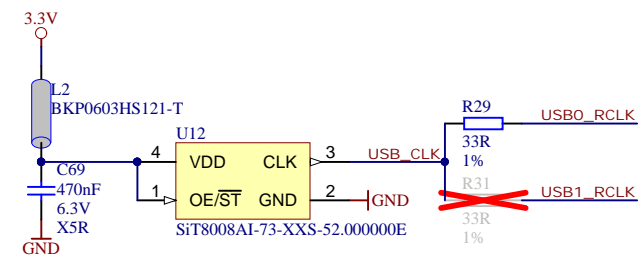 3.3V
L2
BKP0603HS121-T
C69
470nF
6.3V
X5R
GND
U12
4 VDD CLK 3
1 OE/ST GND 2
GND
SiT8008AI-73-XXS-52.000000E
USB_CLK
R29
33R
1%
USB0_RCLK
R31
33R
1%
USB1_RCLK